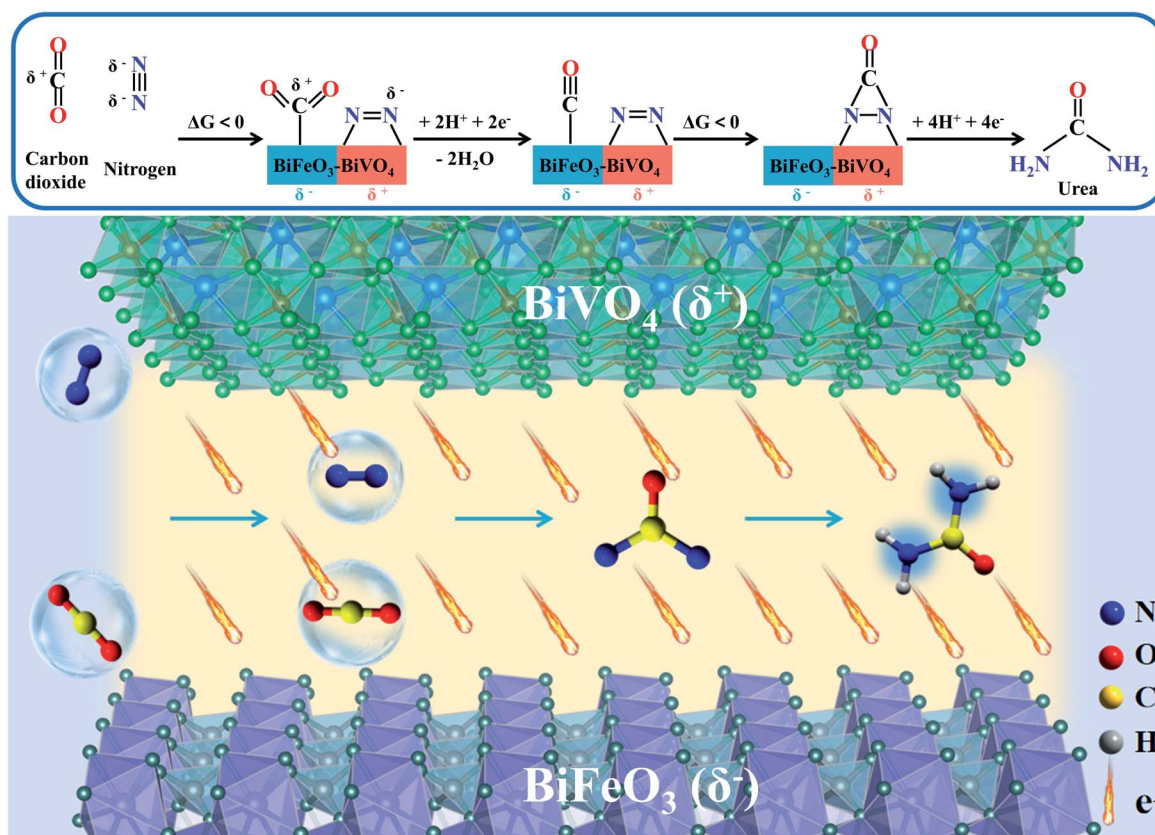 O
δ⁺ C
O
Carbon
dioxide
δ⁻ N
δ⁻ N
Nitrogen
ΔG < 0
δ⁺
O O
C
δ⁻
N N
BiFeO₃-BiVO₄
δ⁻ δ⁺
+ 2H⁺ + 2e⁻
- 2H₂O
O
C
N N
BiFeO₃-BiVO₄
δ⁻ δ⁺
ΔG < 0
O
C
N N
BiFeO₃-BiVO₄
δ⁻ δ⁺
+ 4H⁺ + 4e⁻
O
C
H₂N NH₂
Urea
BiVO₄ (δ⁺)
N
O
C
H
e⁻
BiFeO₃ (δ⁻)